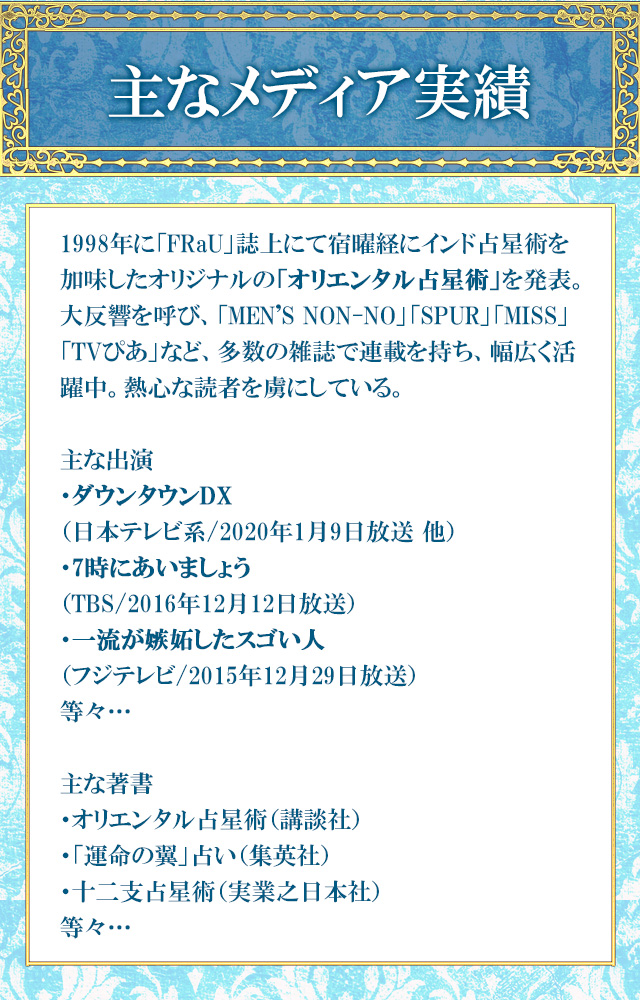 主なメディア実績
1998年に「FRaU」誌上にて宿曜経にインド占星術を
加味したオリジナルの「オリエンタル占星術」を発表。
大反響を呼び、「MEN'S NON-NO」「SPUR」「MISS」
「TVぴあ」など、多数の雑誌で連載を持ち、幅広く活
躍中。熱心な読者を虜にしている。
主な出演
・ダウンタウンDX
（日本テレビ系/2020年1月9日放送 他）
・7時にあいましょう
（TBS/2016年12月12日放送）
・一流が嫉妬したスゴい人
（フジテレビ/2015年12月29日放送）
等々…
主な著書
・オリエンタル占星術（講談社）
・「運命の翼」占い（集英社）
・十二支占星術（実業之日本社）
等々…